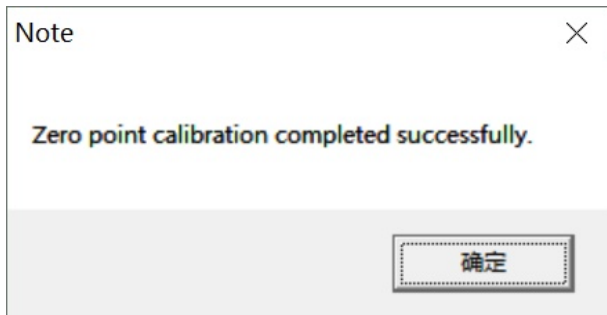 Note
Zero point calibration completed successfully.
确定